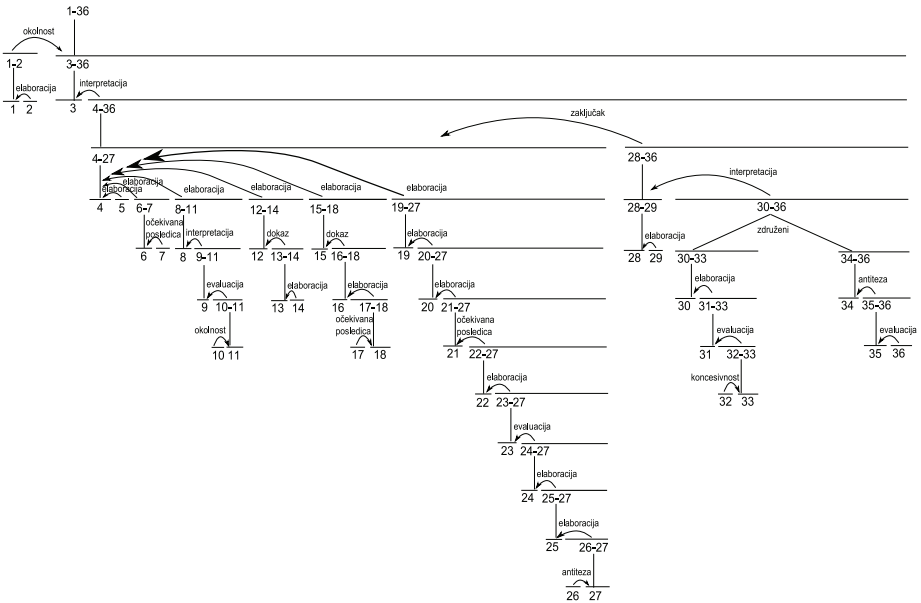 1-36
okolnost
1-2
3-36
elaboracija
interpretacija
1
2
3
4-36
zaključak
4-27
28-36
elaboracija
elaboracija
elaboracija
elaboracija
elaboracija
elaboracija
interpretacija
4
5
6-7
8-11
12-14
15-18
19-27
28-29
30-36
očekivana
posledica
interpretacija
dokaz
dokaz
elaboracija
elaboracija
združeni
6
7
8
9-11
12
13-14
15
16-18
19
20-27
28
29
30-33
34-36
evaluacija
elaboracija
elaboracija
elaboracija
elaboracija
antiteza
9
10-11
13
14
16
17-18
20
21-27
30
31-33
34
35-36
okolnost
očekivana
posledica
očekivana
posledica
evaluacija
evaluacija
10
11
17
18
21
22-27
31
32-33
35
36
elaboracija
koncesivnost
22
23-27
32
33
evaluacija
23
24-27
elaboracija
24
25-27
elaboracija
25
26-27
antiteza
26
27